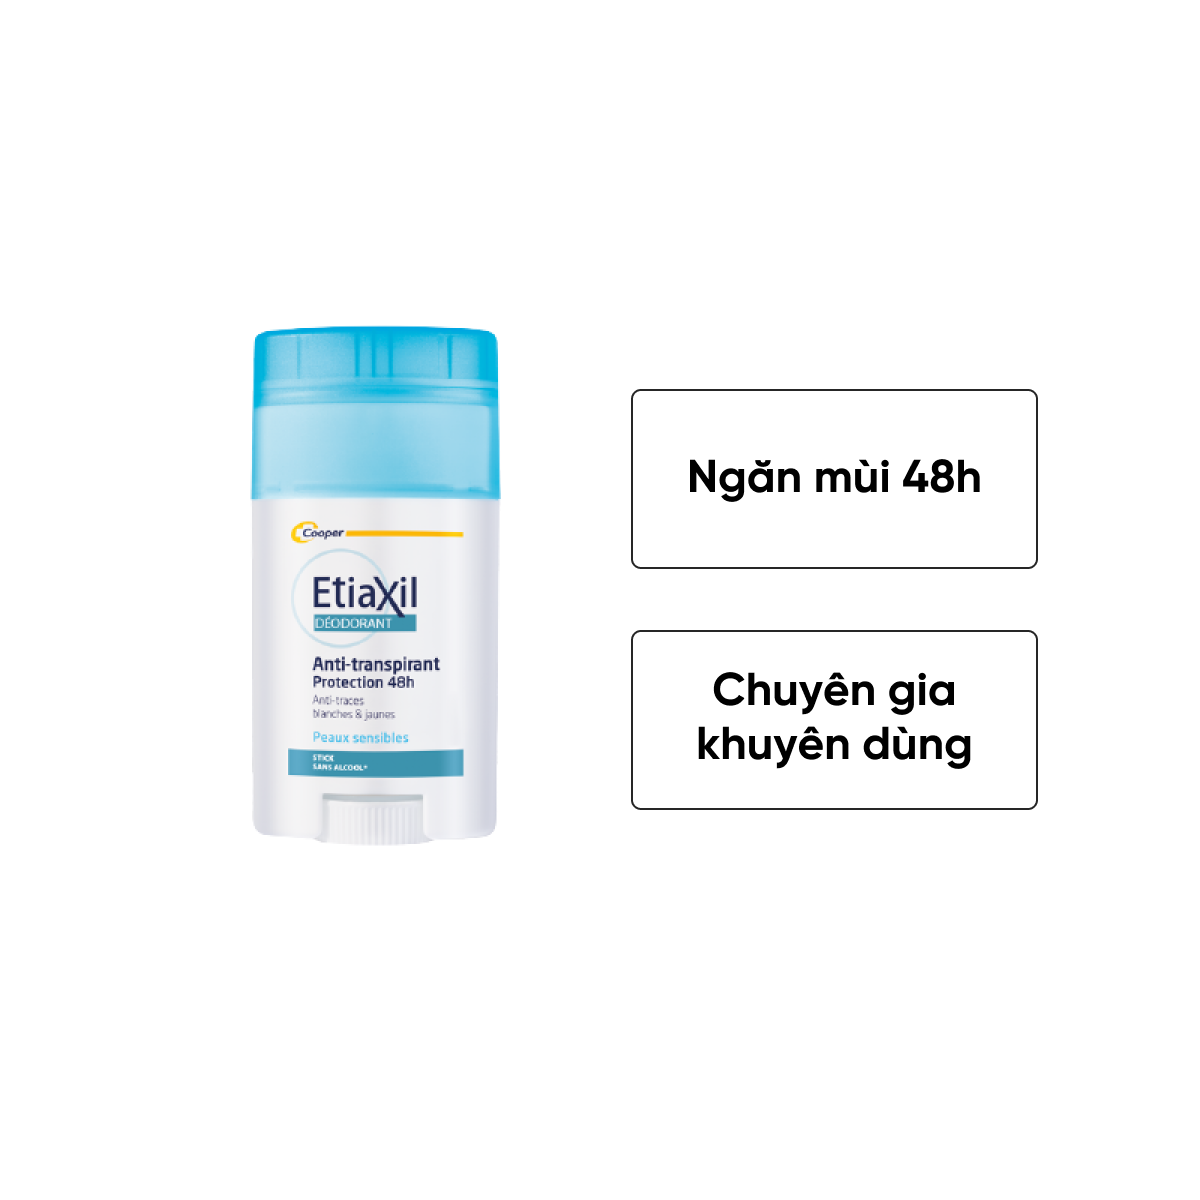 Cooper
EtiaXil
DÉODORANT
Anti-transpirant
Protection 48h
Anti-traces
blanches & jaunes
Peaux sensibles
STICK
SANS ALCOOL*
Ngăn mùi 48h
Chuyên gia
khuyên dùng